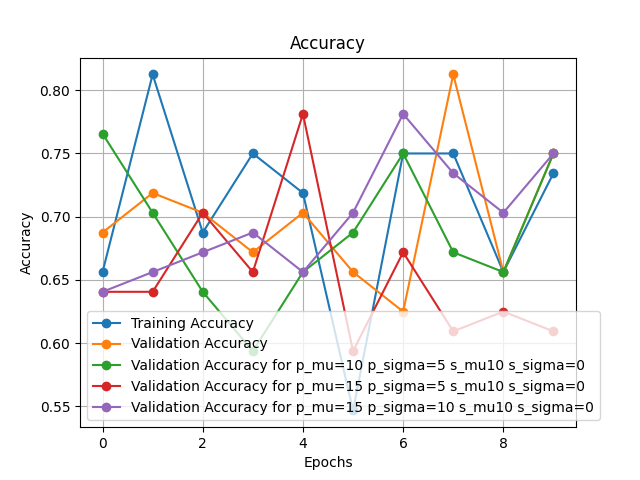 Accuracy
0.80
0.75
0.70
0.65
0.60
0.55
Accuracy
Training Accuracy
Validation Accuracy
Validation Accuracy for p_mu=10 p_sigma=5 s_mu10 s_sigma=0
Validation Accuracy for p_mu=15 p_sigma=5 s_mu10 s_sigma=0
Validation Accuracy for p_mu=15 p_sigma=10 s_mu10 s_sigma=0
0 2 4 6 8
Epochs